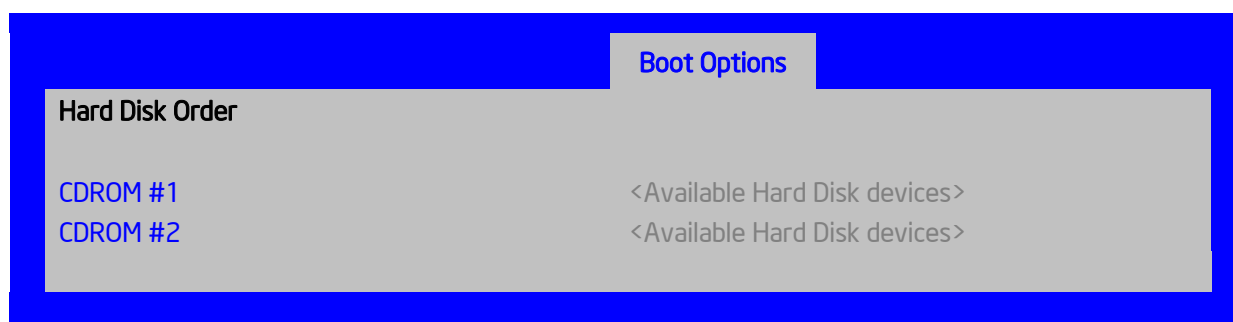 Boot Options
Hard Disk Order
CDROM #1 <Available Hard Disk devices>
CDROM #2 <Available Hard Disk devices>